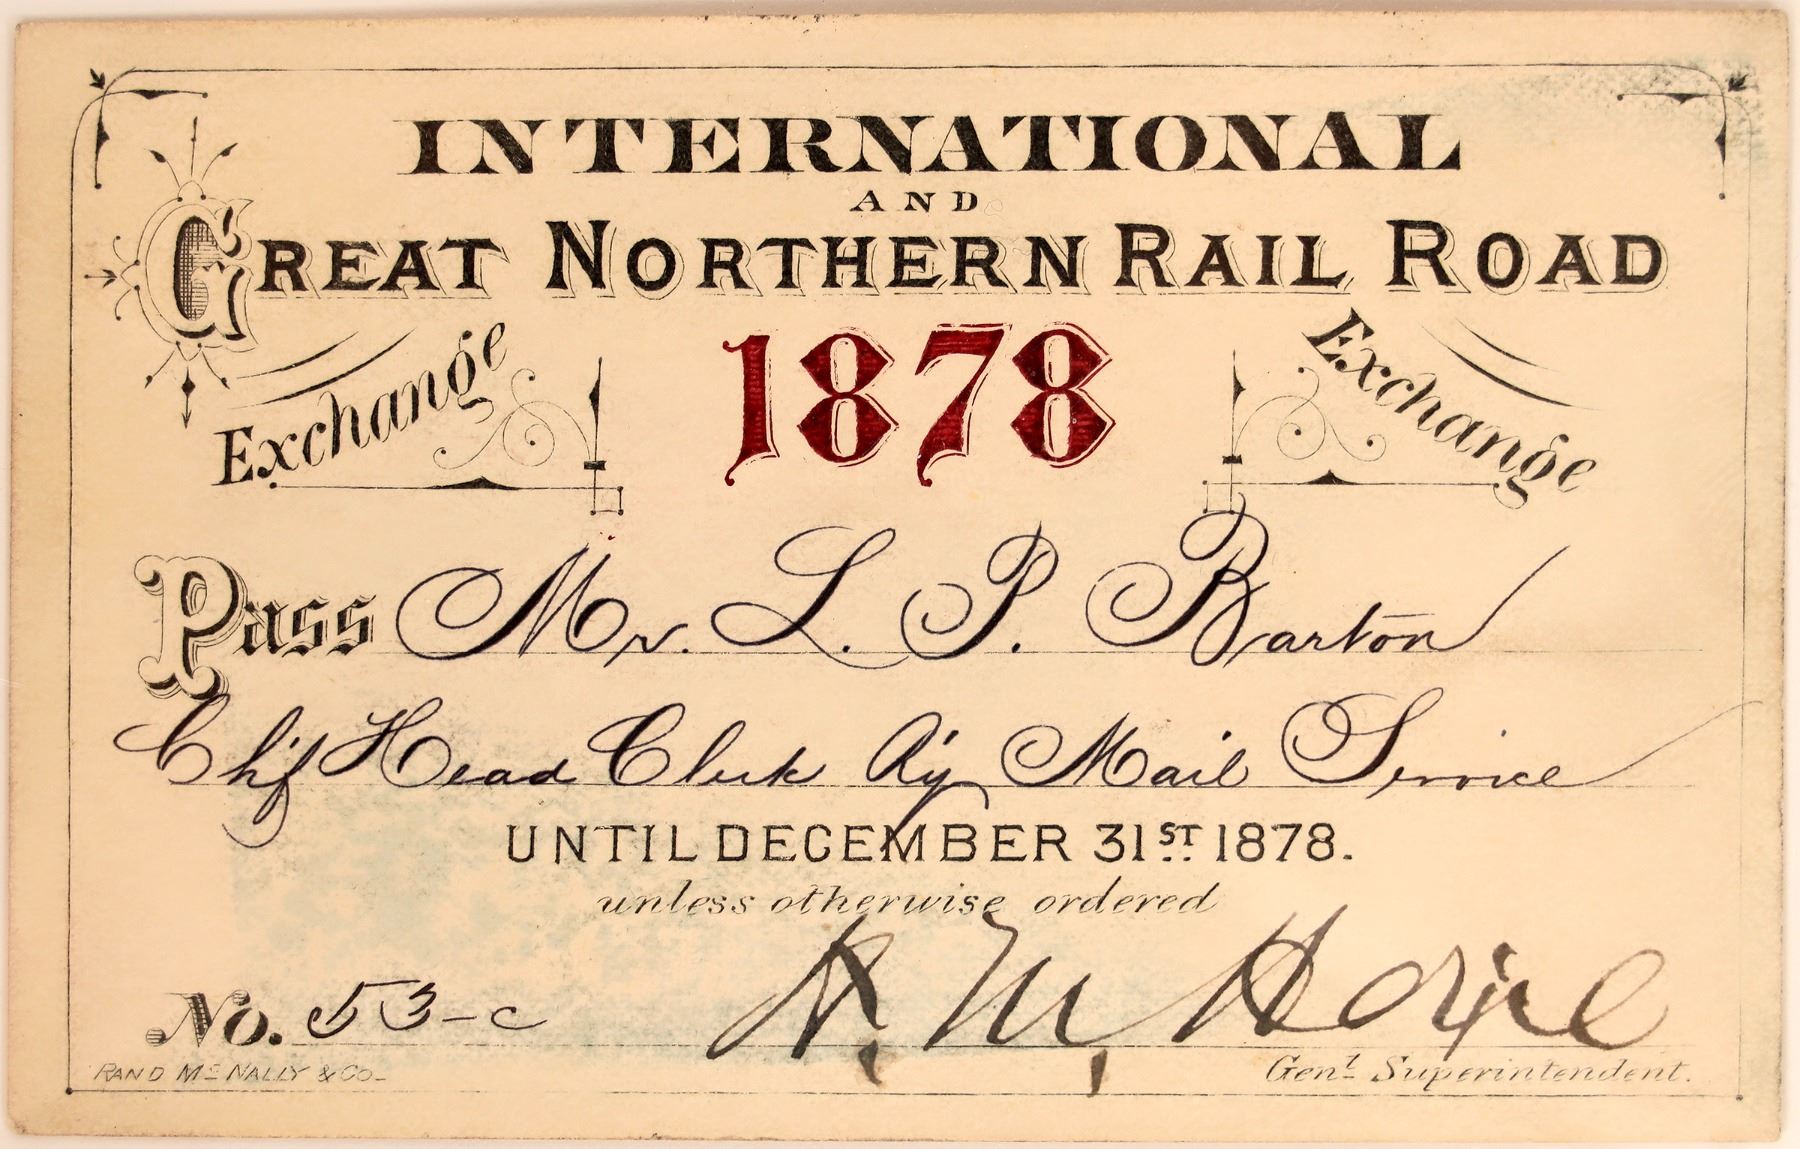 INTERNATIONAL
AND
GREAT NORTHERN RAIL ROAD
Exchange 1878 Exchange
Pass Mr. L. P. Barton
Chf Head Clerk Ry Mail Service
UNTIL DECEMBER 31ST 1878.
unless otherwise ordered
No. 53-c
H. M. Hoxie
RAND MCNALLY & CO.
Genl Superintendent.